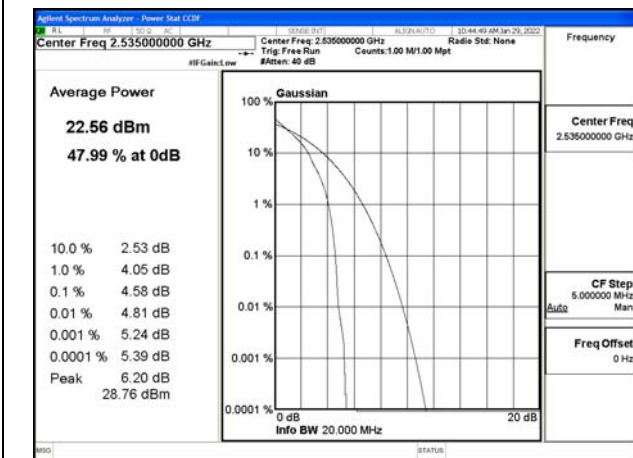 Agilent Spectrum Analyzer - Power Stat CCDF
RL RF 50 Ω AC SENSE:INT ALIGNAUTO 10:44:49 AM Jan 29, 2022
Center Freq 2.535000000 GHz
Center Freq: 2.535000000 GHz Radio Std: None
Trig: Free Run Counts:1.00 M/1.00 Mpt
#IFGain:Low #Atten: 40 dB
Frequency
Average Power
22.56 dBm
47.99 % at 0dB
10.0 % 2.53 dB
1.0 % 4.05 dB
0.1 % 4.58 dB
0.01 % 4.81 dB
0.001 % 5.24 dB
0.0001 % 5.39 dB
Peak 6.20 dB
28.76 dBm
Gaussian
100 %
10 %
1 %
0.1 %
0.01 %
0.001 %
0.0001 %
0 dB 20 dB
Info BW 20.000 MHz
Center Freq
2.535000000 GHz
CF Step
5.000000 MHz
Auto Man
Freq Offset
0 Hz
MSG STATUS